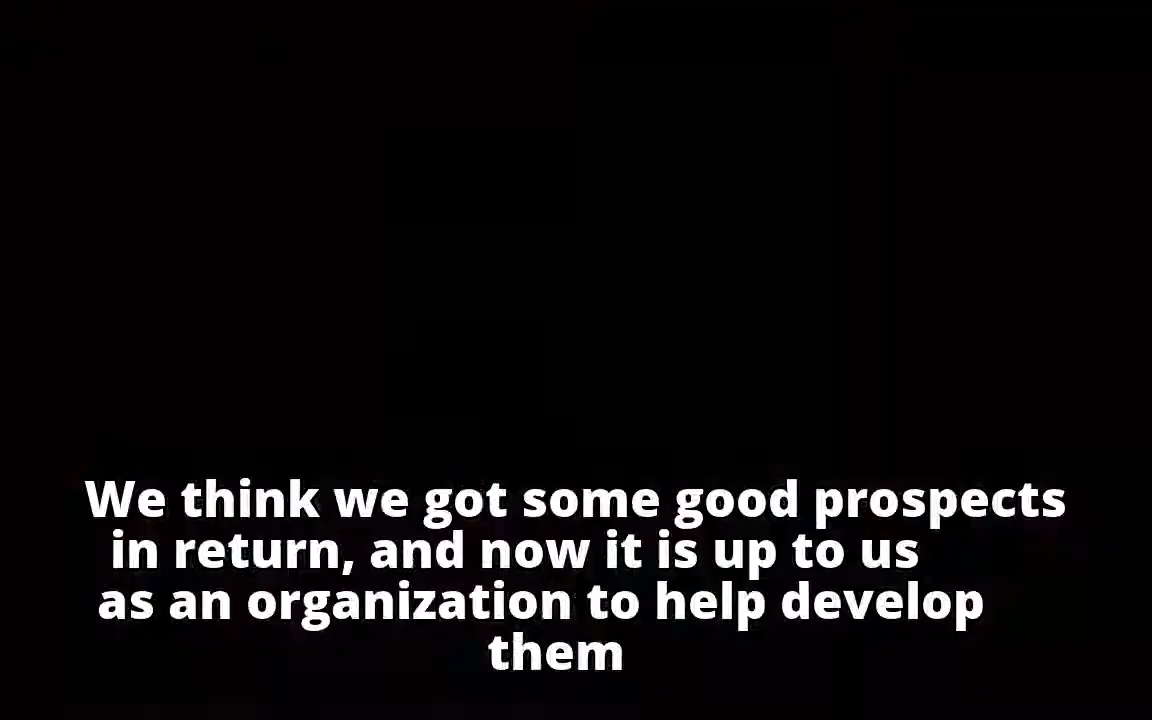 We think we got some good prospects
in return, and now it is up to us
as an organization to help develop
them